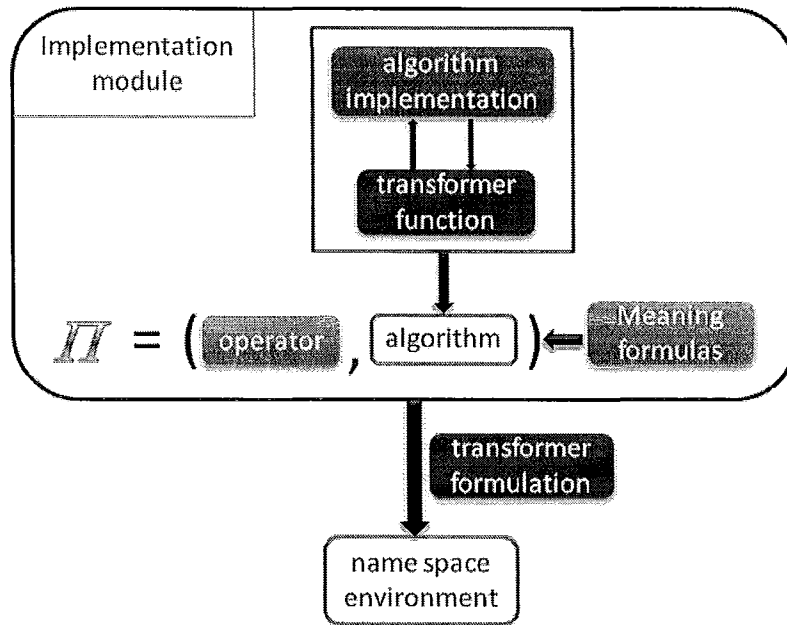 Implementation
module
algorithm
implementation
transformer
function
Π = ( operator , algorithm )
Meaning
formulas
transformer
formulation
name space
environment